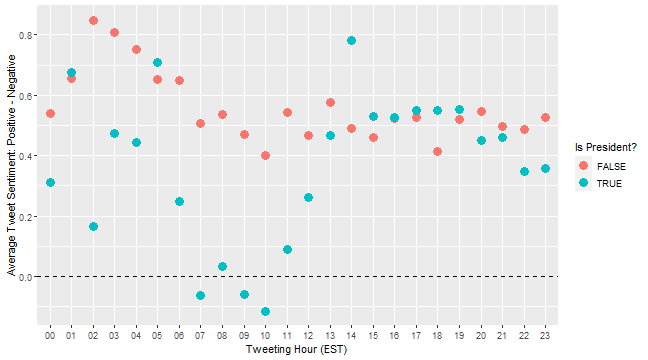 Average Tweet Sentiment: Positive - Negative
0.8
0.6
0.4
0.2
0.0
00 01 02 03 04 05 06 07 08 09 10 11 12 13 14 15 16 17 18 19 20 21 22 23
Tweeting Hour (EST)
Is President?
FALSE
TRUE